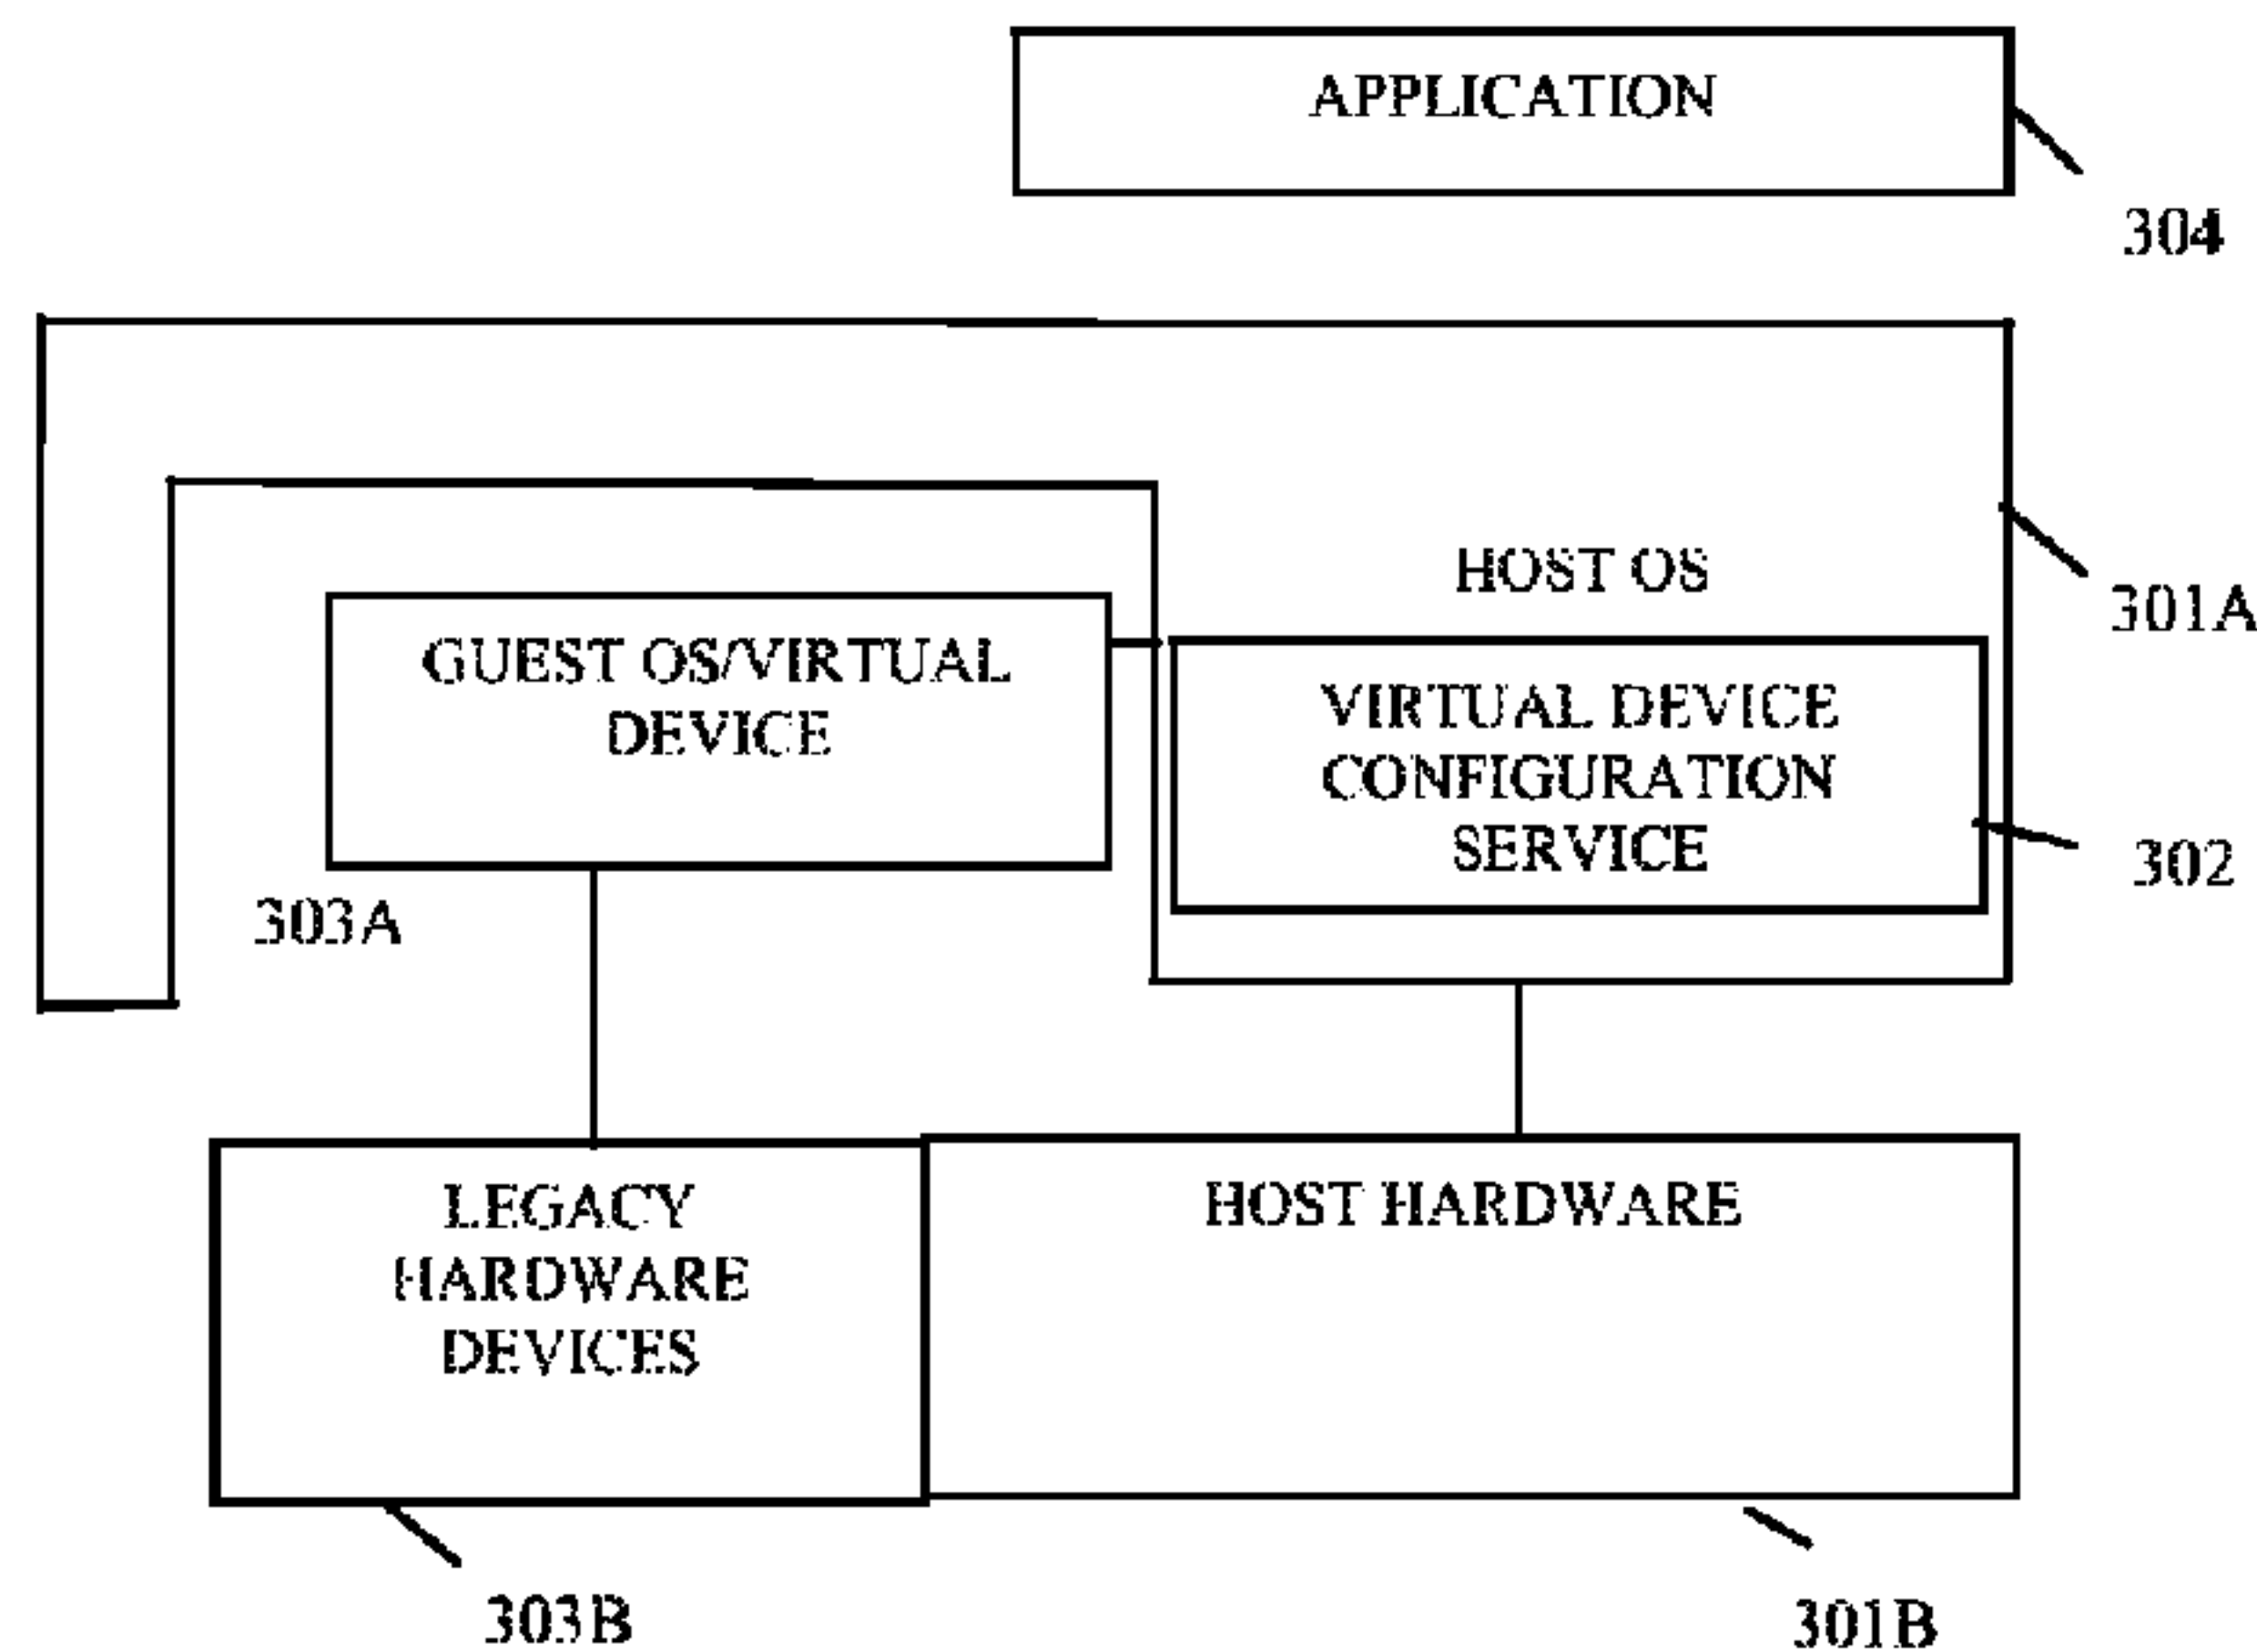 APPLICATION
304
HOST OS
301A
GUEST OS/VIRTUAL
DEVICE
VIRTUAL DEVICE
CONFIGURATION
SERVICE
302
303A
LEGACY
HARDWARE
DEVICES
HOST HARDWARE
303B
301B